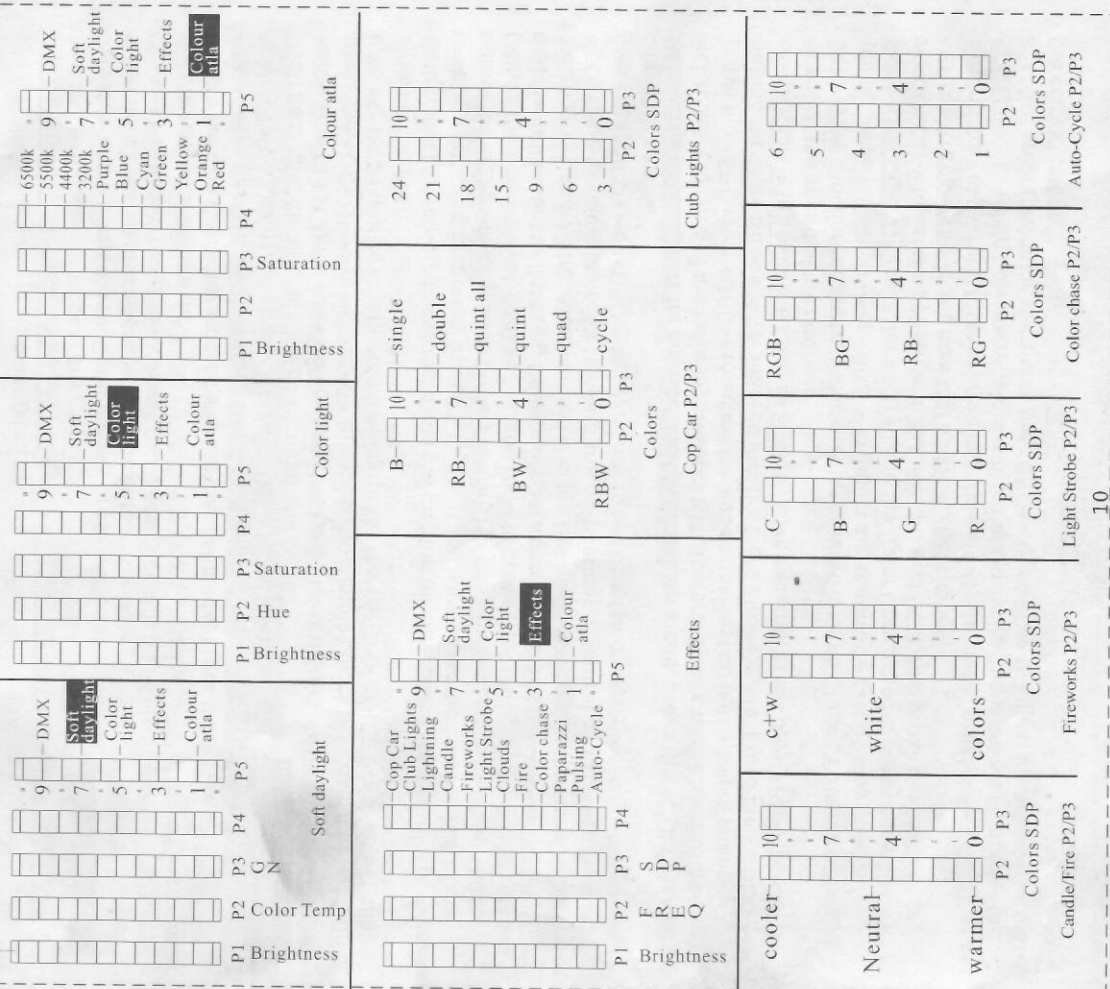 P1 Brightness
P2 Color Temp
P3 GN
P4
P5
9
7
5
3
1
DMX
Soft daylight
Color light
Effects
Colour atla
Soft daylight
P1 Brightness
P2 Hue
P3 Saturation
P4
P5
9
7
5
3
1
DMX
Soft daylight
Color light
Effects
Colour atla
Color light
P1 Brightness
P2
P3 Saturation
P4
6500k
5500k
4400k
3200k
Purple
Blue
Cyan
Green
Yellow
Orange
Red
P5
9
7
5
3
1
DMX
Soft daylight
Color light
Effects
Colour atla
Colour atla
P1 Brightness
P2 FREQ
P3 SDP
P4
Cop Car
Club Lights
Lightning
Candle
Fireworks
Light Strobe
Clouds
Fire
Color chase
Paparazzi
Pulsing
Auto-Cycle
P5
9
7
5
3
1
DMX
Soft daylight
Color light
Effects
Colour atla
Effects
B
RB
BW
RBW
10
7
4
0
single
double
quint all
quint
quad
cycle
P2 P3
Colors
Cop Car P2/P3
24
21
18
15
9
6
3
10
7
4
0
P2 P3
Colors SDP
Club Lights P2/P3
cooler
Neutral
warmer
10
7
4
0
P2 P3
Colors SDP
Candle/Fire P2/P3
c+w
white
colors
10
7
4
0
P2 P3
Colors SDP
Fireworks P2/P3
C
B
G
R
10
7
4
0
P2 P3
Colors SDP
Light Strobe P2/P3
RGB
BG
RB
RG
10
7
4
0
P2 P3
Colors SDP
Color chase P2/P3
6
5
4
3
2
1
10
7
4
0
P2 P3
Colors SDP
Auto-Cycle P2/P3
10